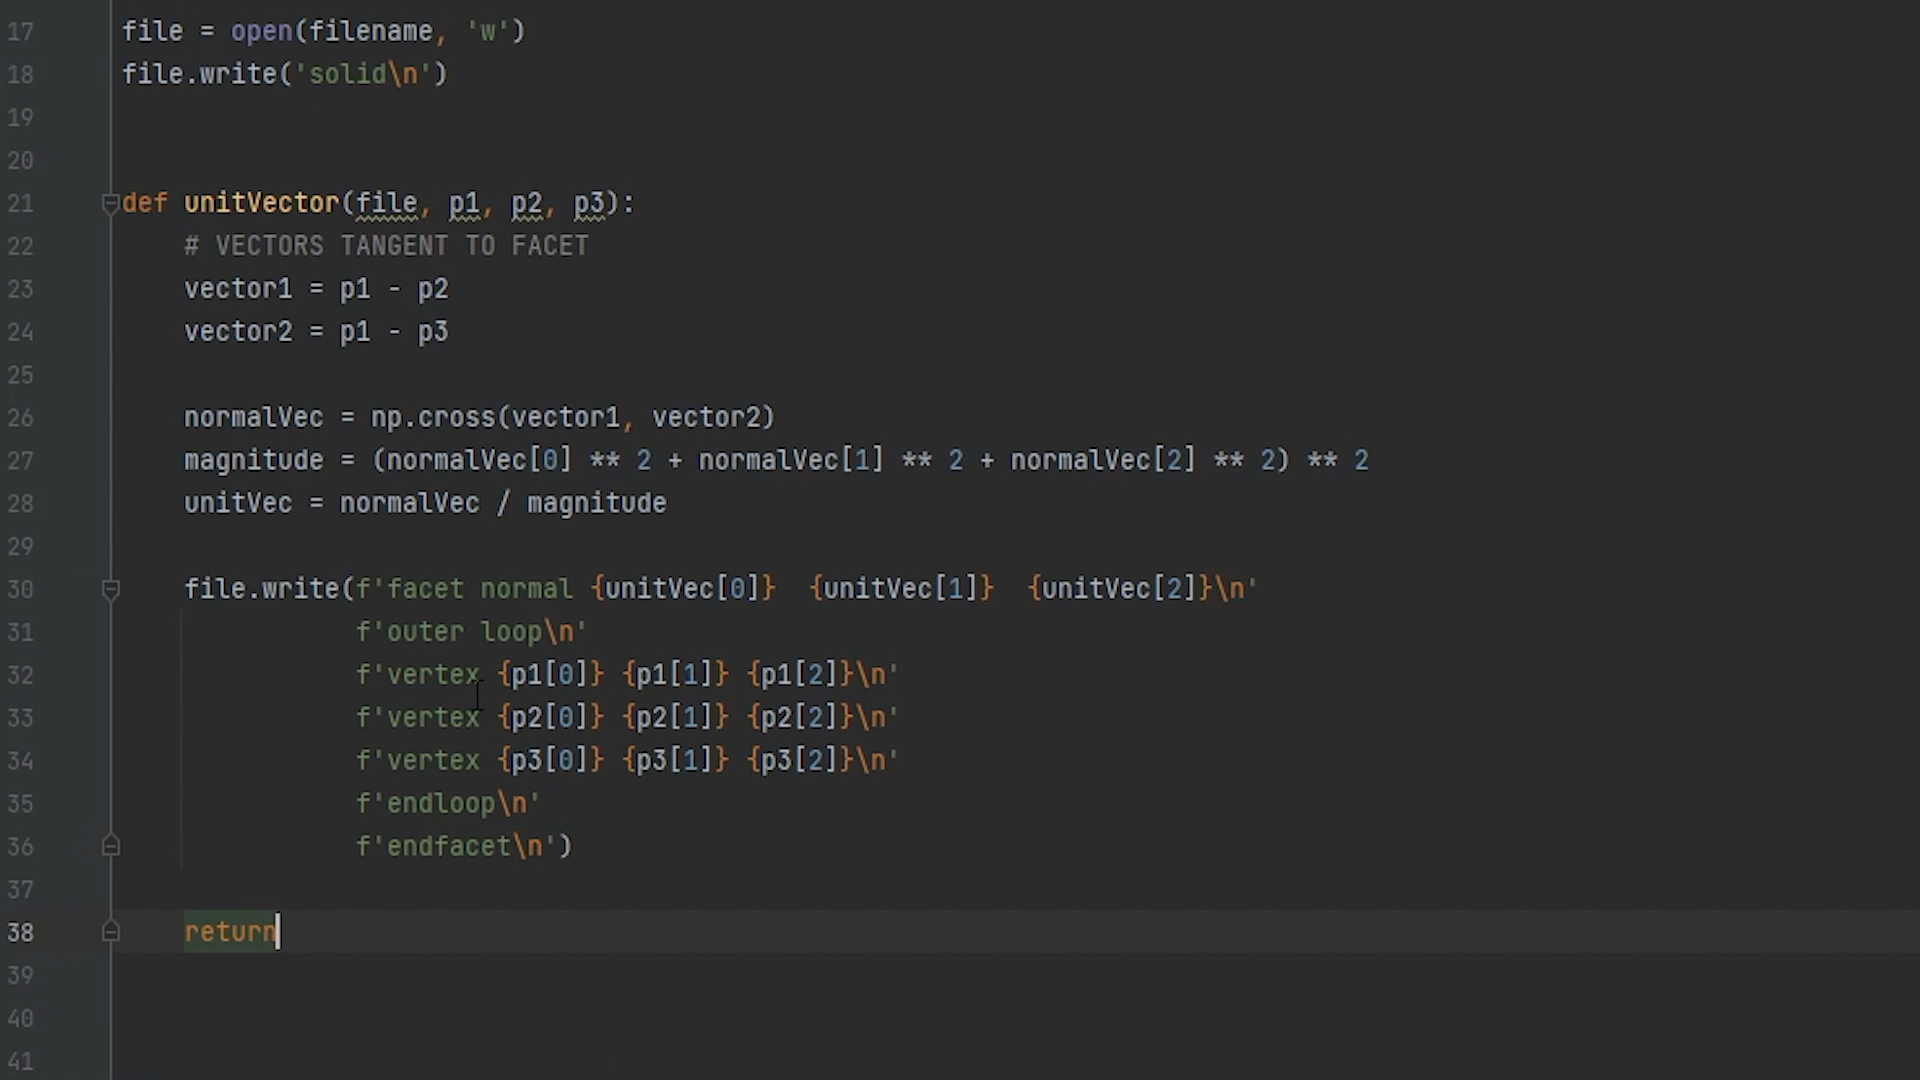 17 file = open(filename, 'w')
18 file.write('solid\n')
19
20
21 def unitVector(file, p1, p2, p3):
22 # VECTORS TANGENT TO FACET
23 vector1 = p1 - p2
24 vector2 = p1 - p3
25
26 normalVec = np.cross(vector1, vector2)
27 magnitude = (normalVec[0] ** 2 + normalVec[1] ** 2 + normalVec[2] ** 2) ** 2
28 unitVec = normalVec / magnitude
29
30 file.write(f'facet normal {unitVec[0]}  {unitVec[1]}  {unitVec[2]}\n'
31 f'outer loop\n'
32 f'vertex {p1[0]} {p1[1]} {p1[2]}\n'
33 f'vertex {p2[0]} {p2[1]} {p2[2]}\n'
34 f'vertex {p3[0]} {p3[1]} {p3[2]}\n'
35 f'endloop\n'
36 f'endfacet\n')
37
38 return
39
40
41